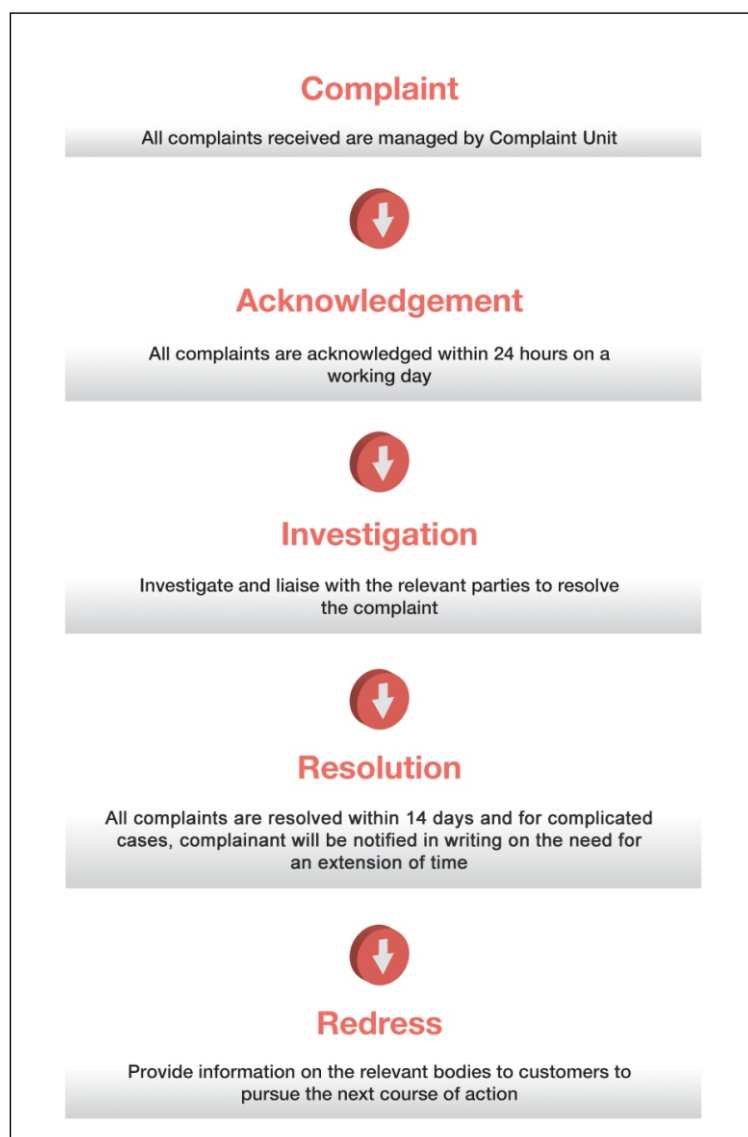 Complaint
All complaints received are managed by Complaint Unit
Acknowledgement
All complaints are acknowledged within 24 hours on a
working day
Investigation
Investigate and liaise with the relevant parties to resolve
the complaint
Resolution
All complaints are resolved within 14 days and for complicated
cases, complainant will be notified in writing on the need for
an extension of time
Redress
Provide information on the relevant bodies to customers to
pursue the next course of action